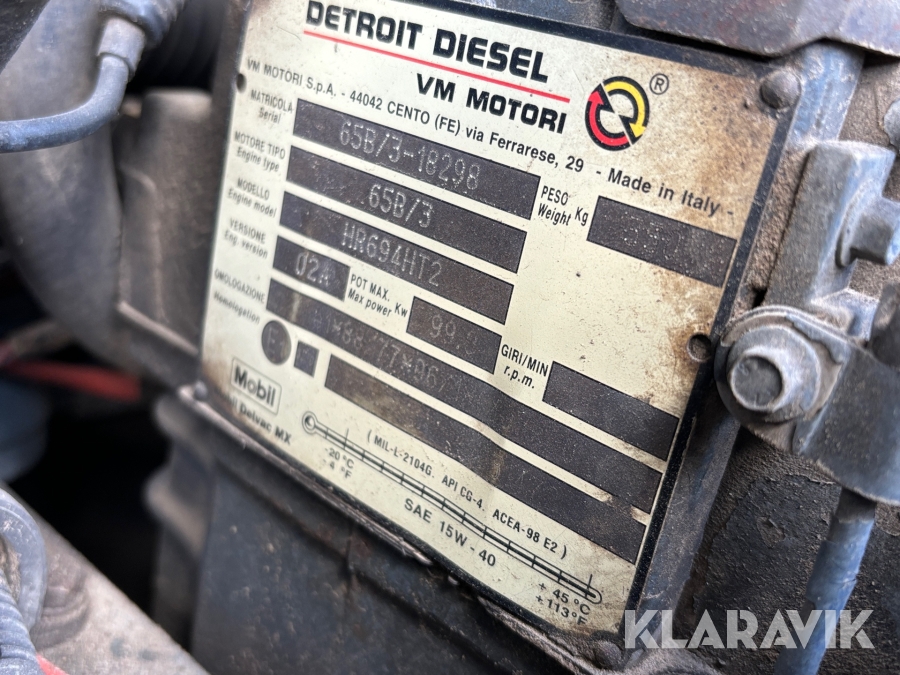 DETROIT DIESEL
VM MOTORI
®
VM MOTORI S.p.A. - 44042 CENTO (FE) via Ferrarese, 29 - Made in Italy -
MATRICOLA
Serial
65B/3-18298
PESO Kg
Weight
MOTORE TIPO
Engine type
65B/3
MODELLO
Engine model
HR694HT2
VERSIONE
Eng. version
02A
POT MAX. Kw
Max power
99.
GIRI/MIN
r.p.m.
OMOLOGAZIONE
Homologation
Mobil
delvac MX
(MIL-L-2104G. API CG-4. ACEA-98 E2)
-20°C
-4°F
SAE 15W-40
+45°C
+113°F
KLARAVIK